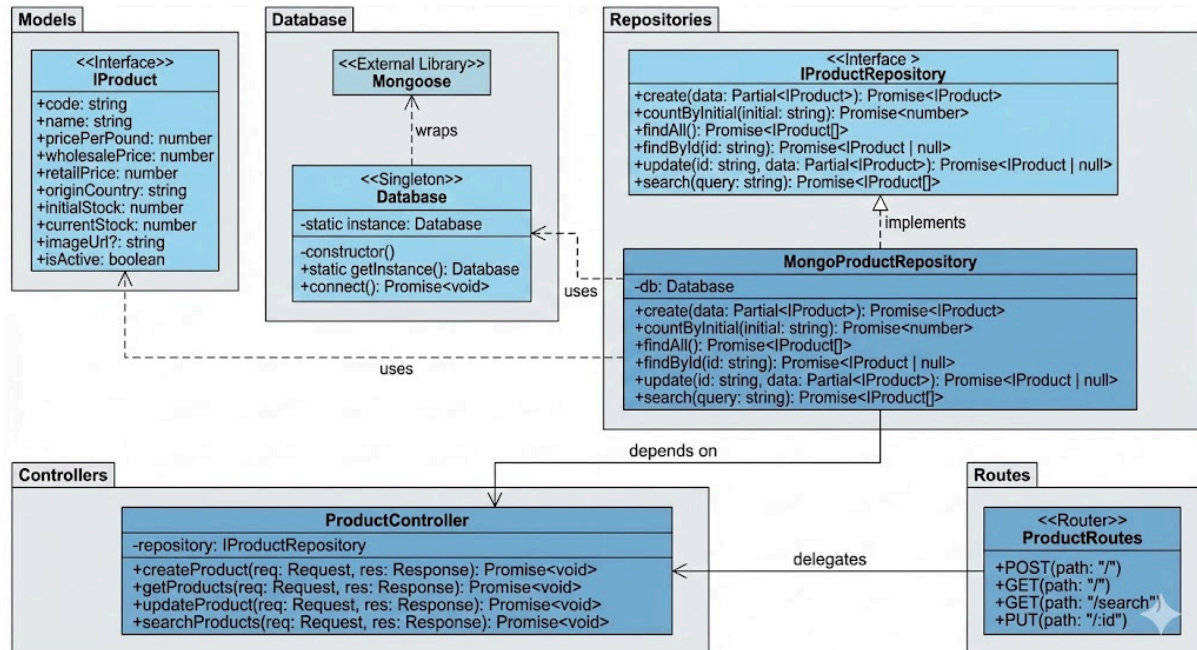 Models
<<Interface>>
IProduct
+code: string
+name: string
+pricePerPound: number
+wholesalePrice: number
+retailPrice: number
+originCountry: string
+initialStock: number
+currentStock: number
+imageUrl?: string
+isActive: boolean
Database
<<External Library>>
Mongoose
wraps
<<Singleton>>
Database
-static instance: Database
-constructor()
+static getInstance(): Database
+connect(): Promise<void>
uses
uses
Repositories
<<Interface >
IProductRepository
+create(data: Partial<IProduct>): Promise<IProduct>
+countByInitial(initial: string): Promise<number>
+findAll(): Promise<IProduct[]>
+findById(id: string): Promise<IProduct | null>
+update(id: string, data: Partial<IProduct>): Promise<IProduct | null>
+search(query: string): Promise<IProduct[]>
implements
MongoProductRepository
-db: Database
+create(data: Partial<IProduct>): Promise<IProduct>
+countByInitial(initial: string): Promise<number>
+findAll(): Promise<IProduct[]>
+findById(id: string): Promise<IProduct | null>
+update(id: string, data: Partial<IProduct>): Promise<IProduct | null>
+search(query: string): Promise<IProduct[]>
depends on
Controllers
ProductController
-repository: IProductRepository
+createProduct(req: Request, res: Response): Promise<void>
+getProducts(req: Request, res: Response): Promise<void>
+updateProduct(req: Request, res: Response): Promise<void>
+searchProducts(req: Request, res: Response): Promise<void>
delegates
Routes
<<Router>>
ProductRoutes
+POST(path: "/")
+GET(path: "/")
+GET(path: "/search")
+PUT(path: "/:id")